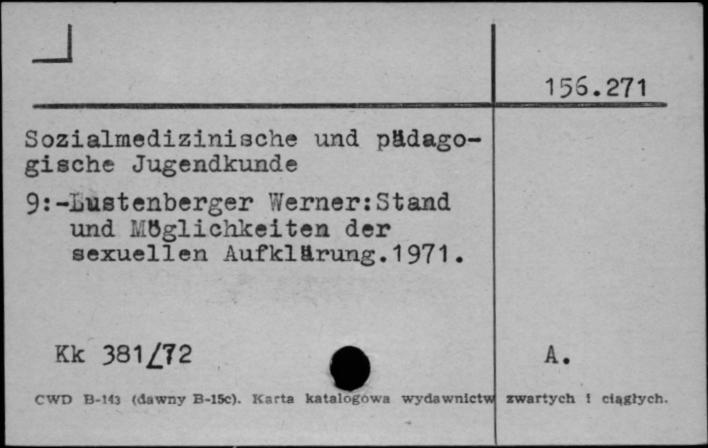 156.271
Sozialmedizinische und pädago-
gische Jugendkunde
9:-Lustenberger Werner:Stand
und Möglichkeiten der
sexuellen Aufklärung.1971.
Kk 381/72
A.
CWD B-143 (dawny B-15c). Karta katalogowa wydawnictw zwartych i ciągłych.